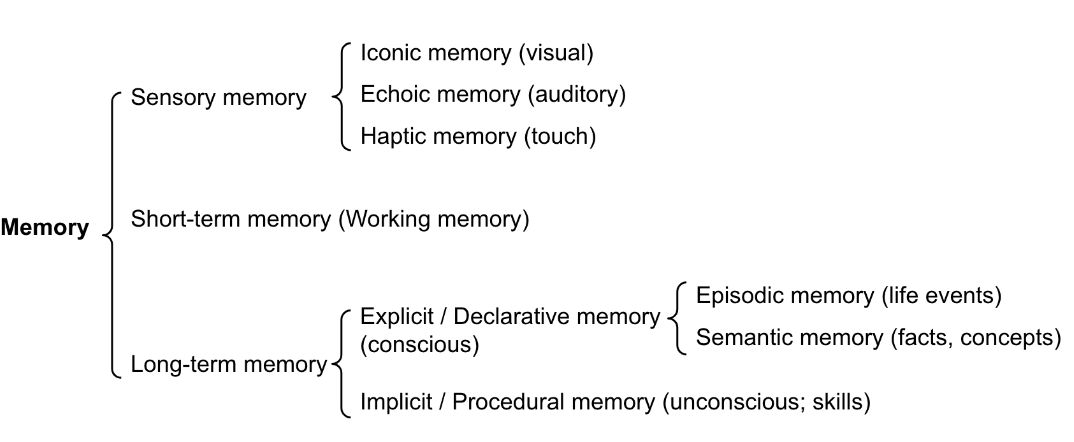 Iconic memory (visual)
Sensory memory
Echoic memory (auditory)
Haptic memory (touch)
Memory
Short-term memory (Working memory)
Explicit / Declarative memory
(conscious)
Episodic memory (life events)
Semantic memory (facts, concepts)
Long-term memory
Implicit / Procedural memory (unconscious; skills)